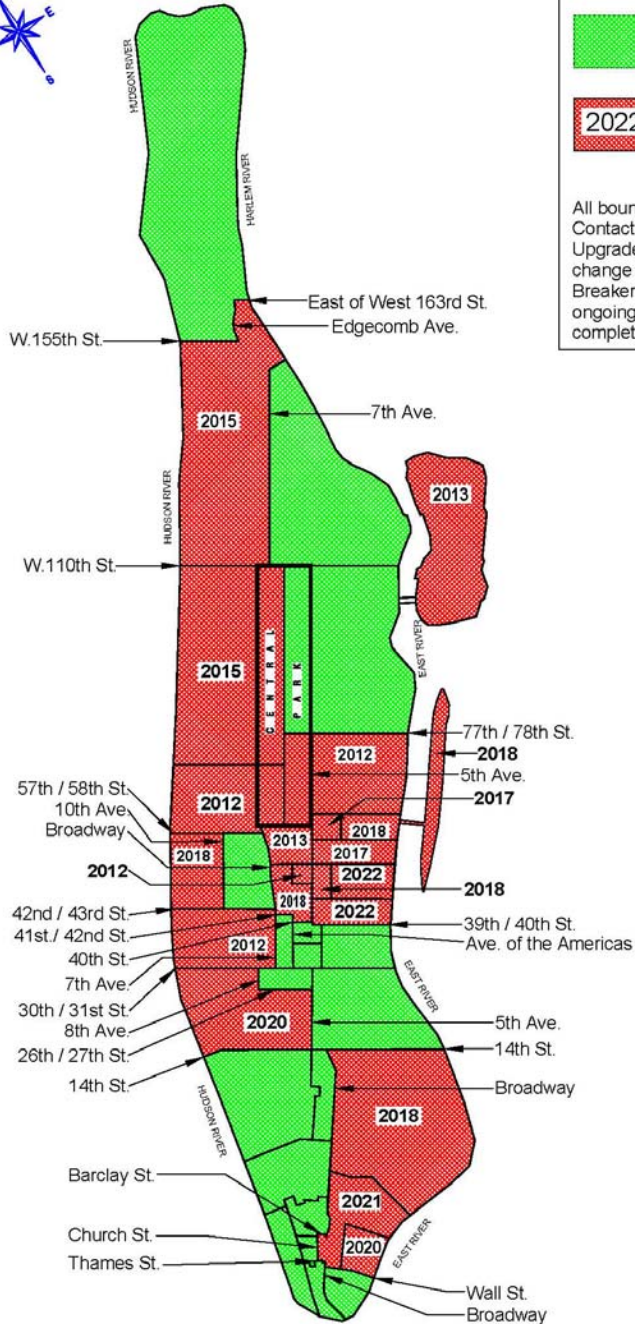 E
S
2022
All boun
Contact
Upgrade
change
Breaker
ongoing
complet
HUDSON RIVER
HARLEM RIVER
East of West 163rd St.
Edgecomb Ave.
W.155th St.
2015
7th Ave.
2013
HUDSON RIVER
W.110th St.
EAST RIVER
2015
CENTRAL
PARK
77th / 78th St.
2012
2018
5th Ave.
57th / 58th St.
2012
2017
10th Ave
2018
Broadway
2013
2018
2017
2012
2022
2018
42nd / 43rd St.
2018
2022
39th / 40th St.
41st./ 42nd St.
Ave. of the Americas
40th St.
2012
7th Ave.
EAST RIVER
30th / 31st St.
8th Ave.
2020
5th Ave.
26th / 27th St.
14th St.
14th St.
Broadway
HUDSON RIVER
2018
Barclay St.
2021
Church St.
2020
EAST RIVER
Thames St.
Wall St.
Broadway